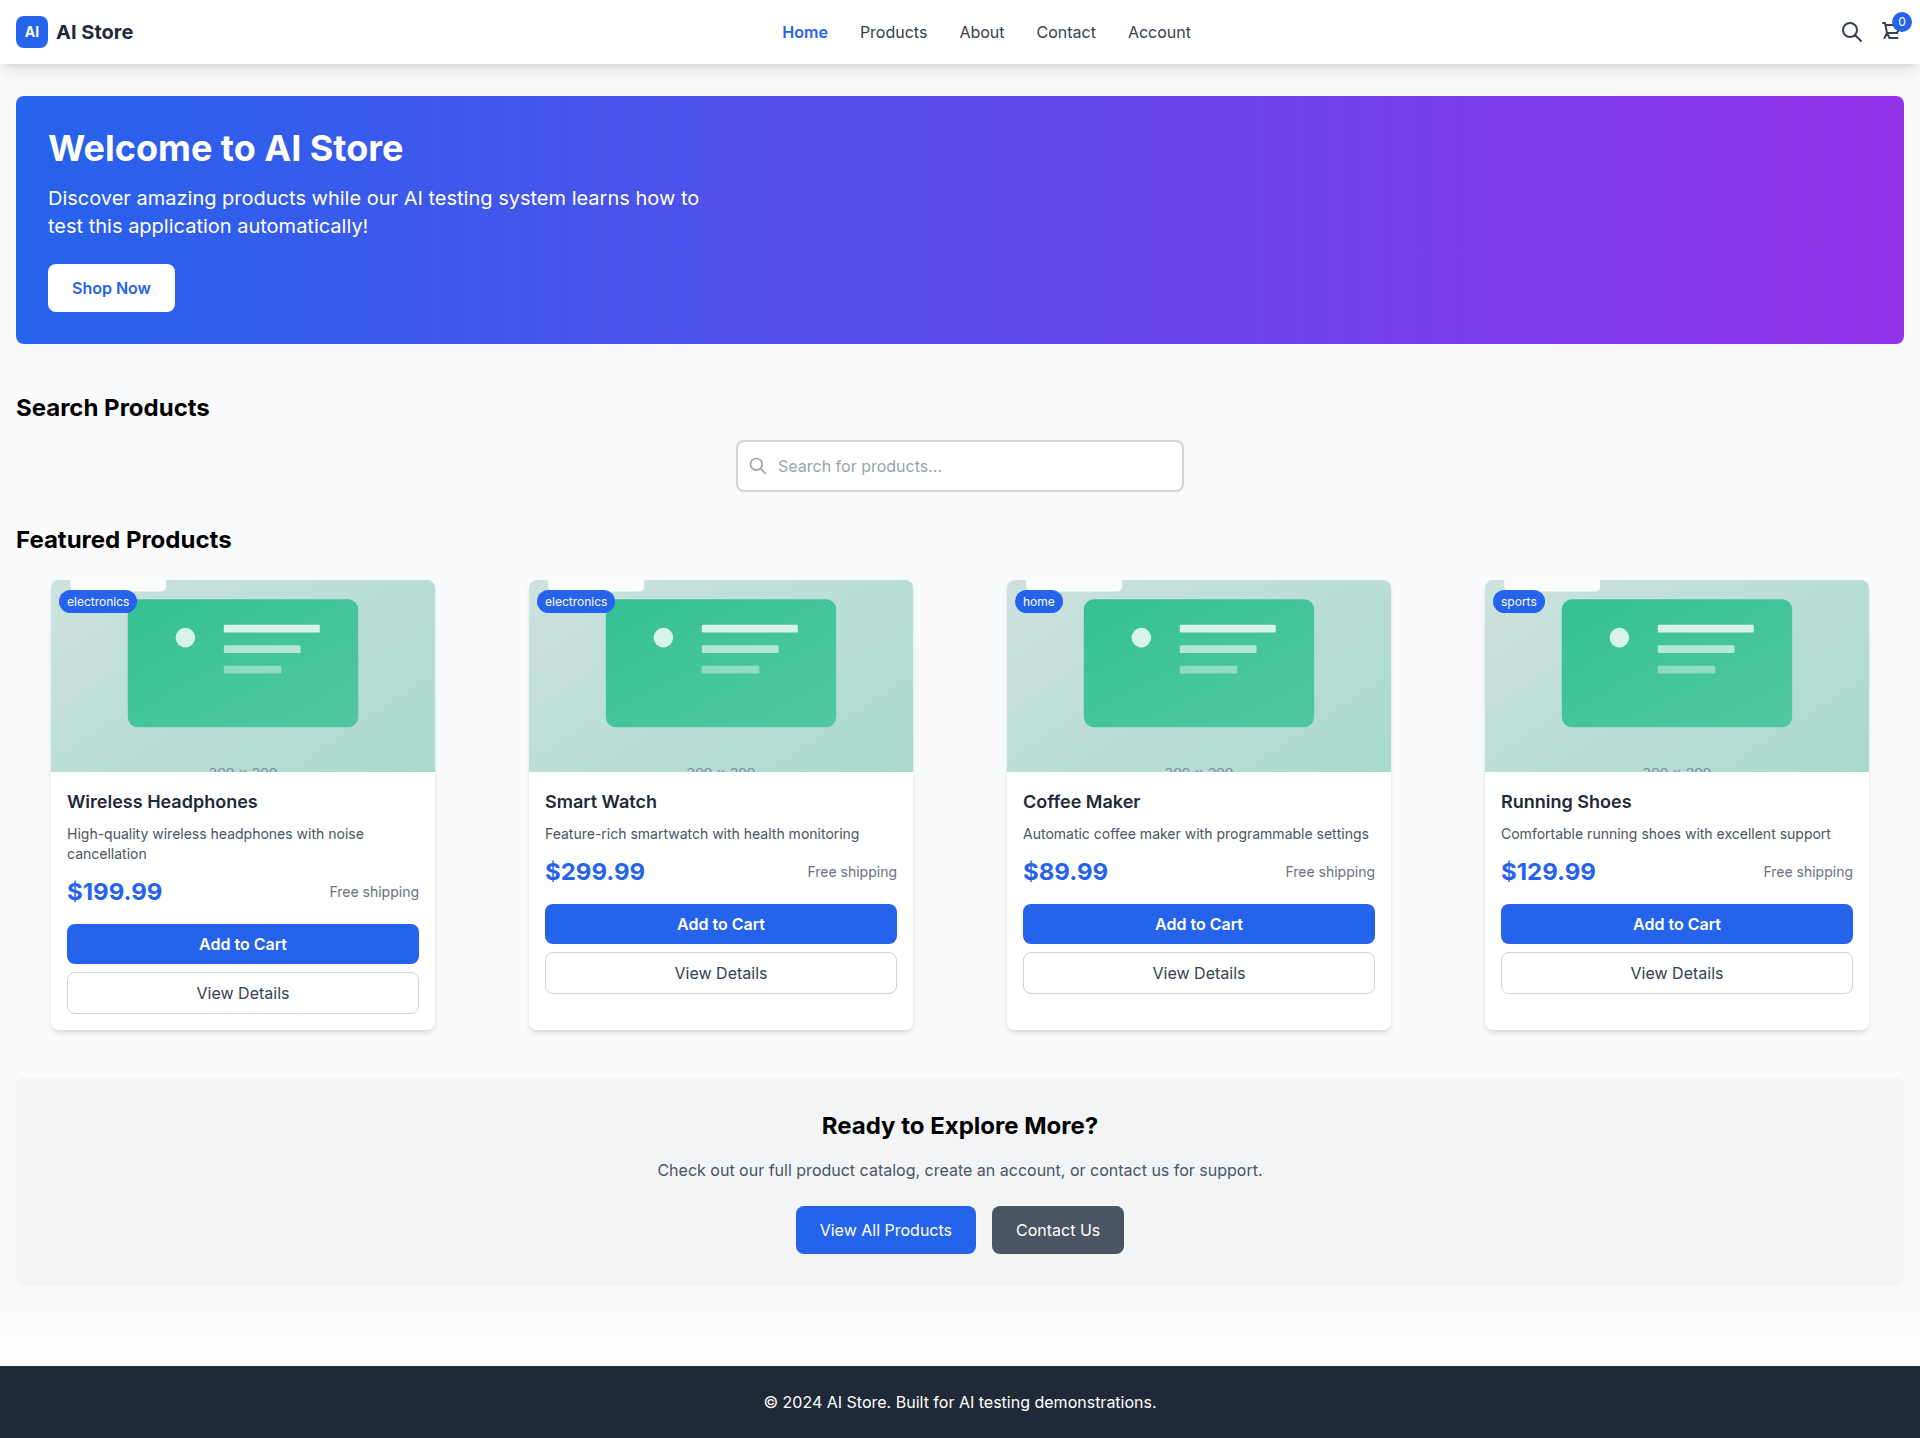 AI AI Store
Home Products About Contact Account
0
Welcome to AI Store
Discover amazing products while our AI testing system learns how to
test this application automatically!
Shop Now
Search Products
Search for products...
Featured Products
electronics
Wireless Headphones
High-quality wireless headphones with noise
cancellation
$199.99 Free shipping
Add to Cart
View Details
electronics
Smart Watch
Feature-rich smartwatch with health monitoring
$299.99 Free shipping
Add to Cart
View Details
home
Coffee Maker
Automatic coffee maker with programmable settings
$89.99 Free shipping
Add to Cart
View Details
sports
Running Shoes
Comfortable running shoes with excellent support
$129.99 Free shipping
Add to Cart
View Details
Ready to Explore More?
Check out our full product catalog, create an account, or contact us for support.
View All Products Contact Us
© 2024 AI Store. Built for AI testing demonstrations.